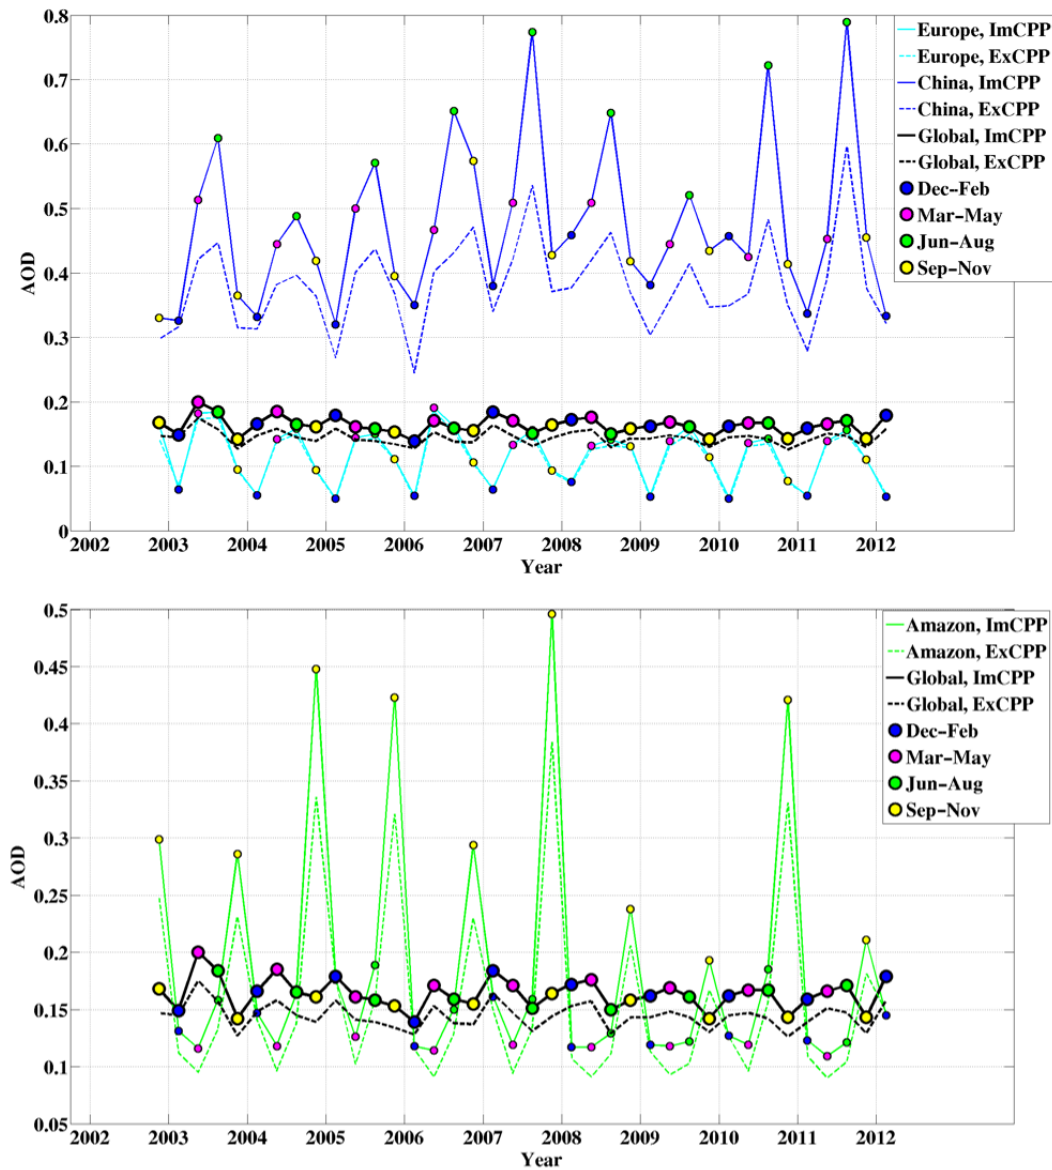 0.8
0.7
0.6
0.5
0.4
0.3
0.2
0.1
0
AOD
2002 2003 2004 2005 2006 2007 2008 2009 2010 2011 2012
Year
Europe, ImCPP
Europe, ExCPP
China, ImCPP
China, ExCPP
Global, ImCPP
Global, ExCPP
Dec-Feb
Mar-May
Jun-Aug
Sep-Nov
0.5
0.45
0.4
0.35
0.3
0.25
0.2
0.15
0.1
0.05
AOD
2002 2003 2004 2005 2006 2007 2008 2009 2010 2011 2012
Year
Amazon, ImCPP
Amazon, ExCPP
Global, ImCPP
Global, ExCPP
Dec-Feb
Mar-May
Jun-Aug
Sep-Nov